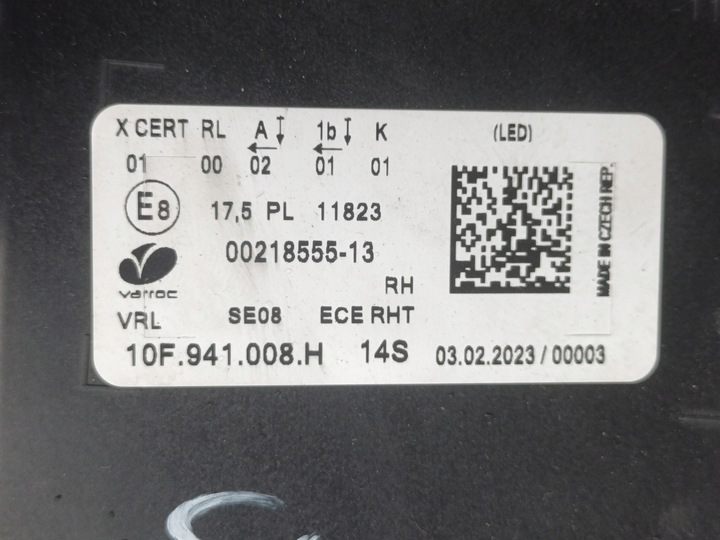 X CERT RL A 1b K (LED)
01 00 02 01 01
E8 17,5 PL 11823
00218555-13
varroc
RH
VRL SE08 ECE RHT
10F.941.008.H 14S 03.02.2023 / 00003
MADE IN CZECH REP.